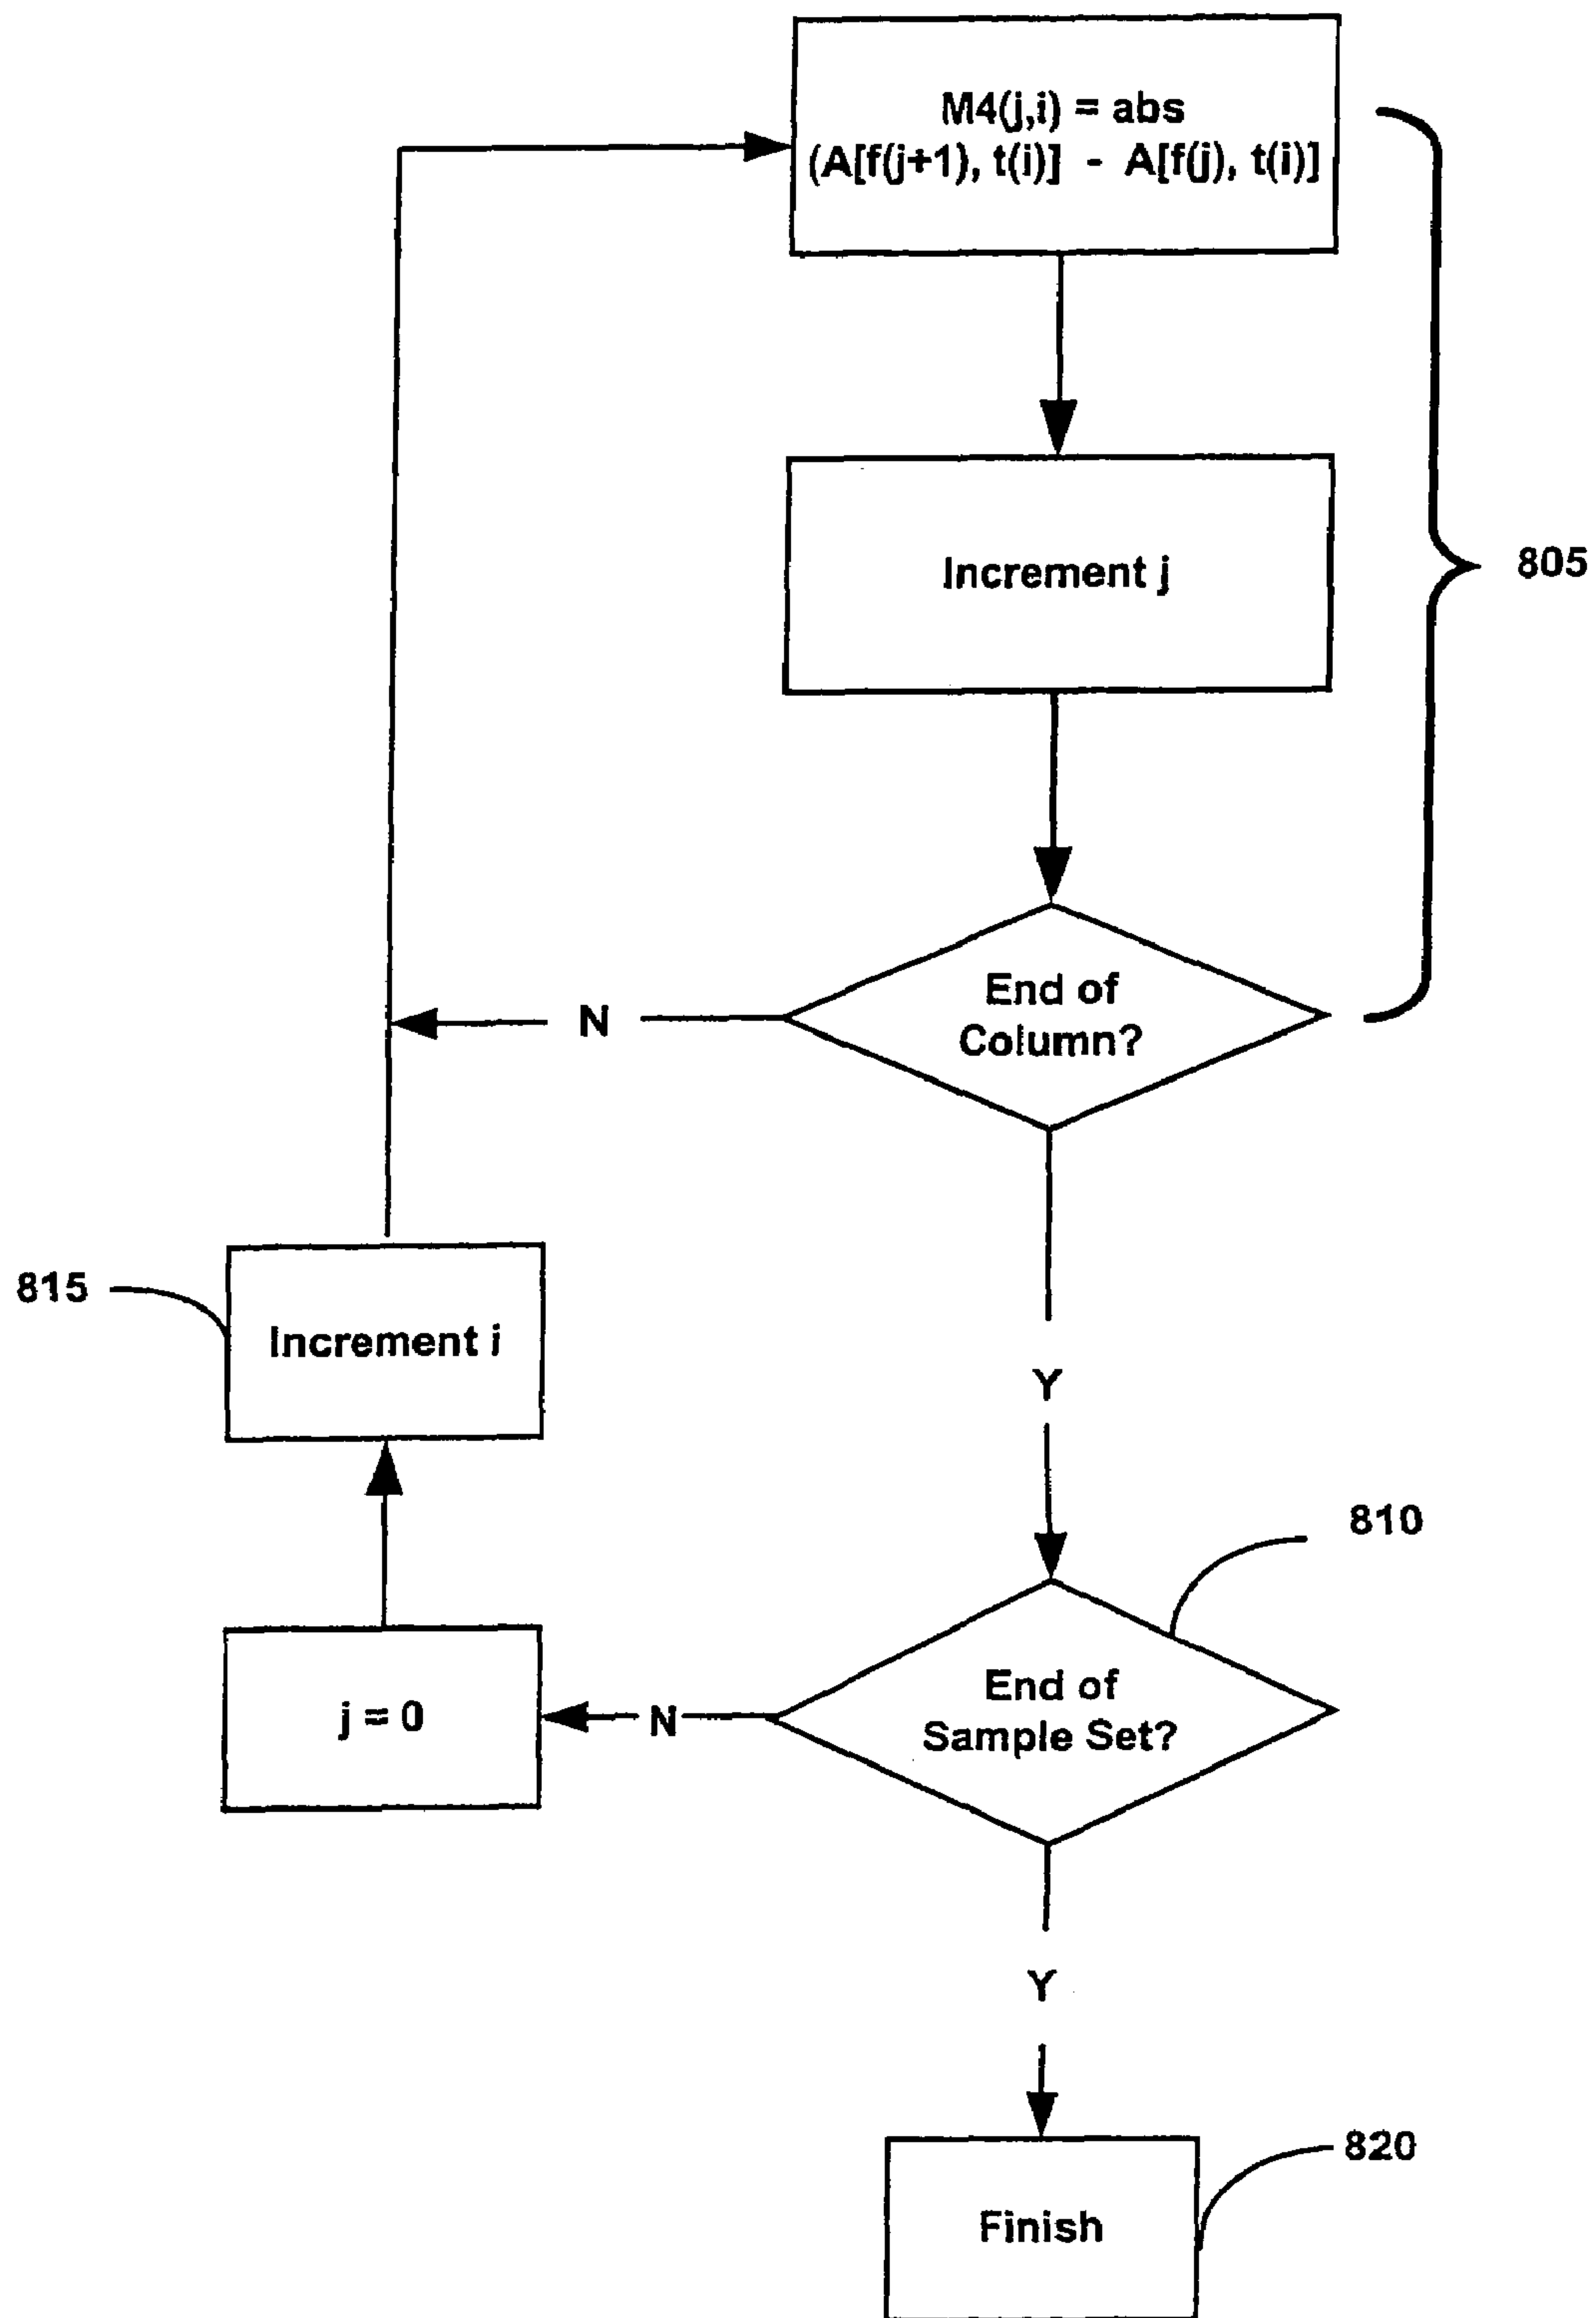 M4(j,i) = abs
(A[f(j+1), t(i)] - A[f(j), t(i)]
Increment j
805
End of
Column?
N
Y
815
Increment i
810
End of
Sample Set?
N
j = 0
Y
820
Finish